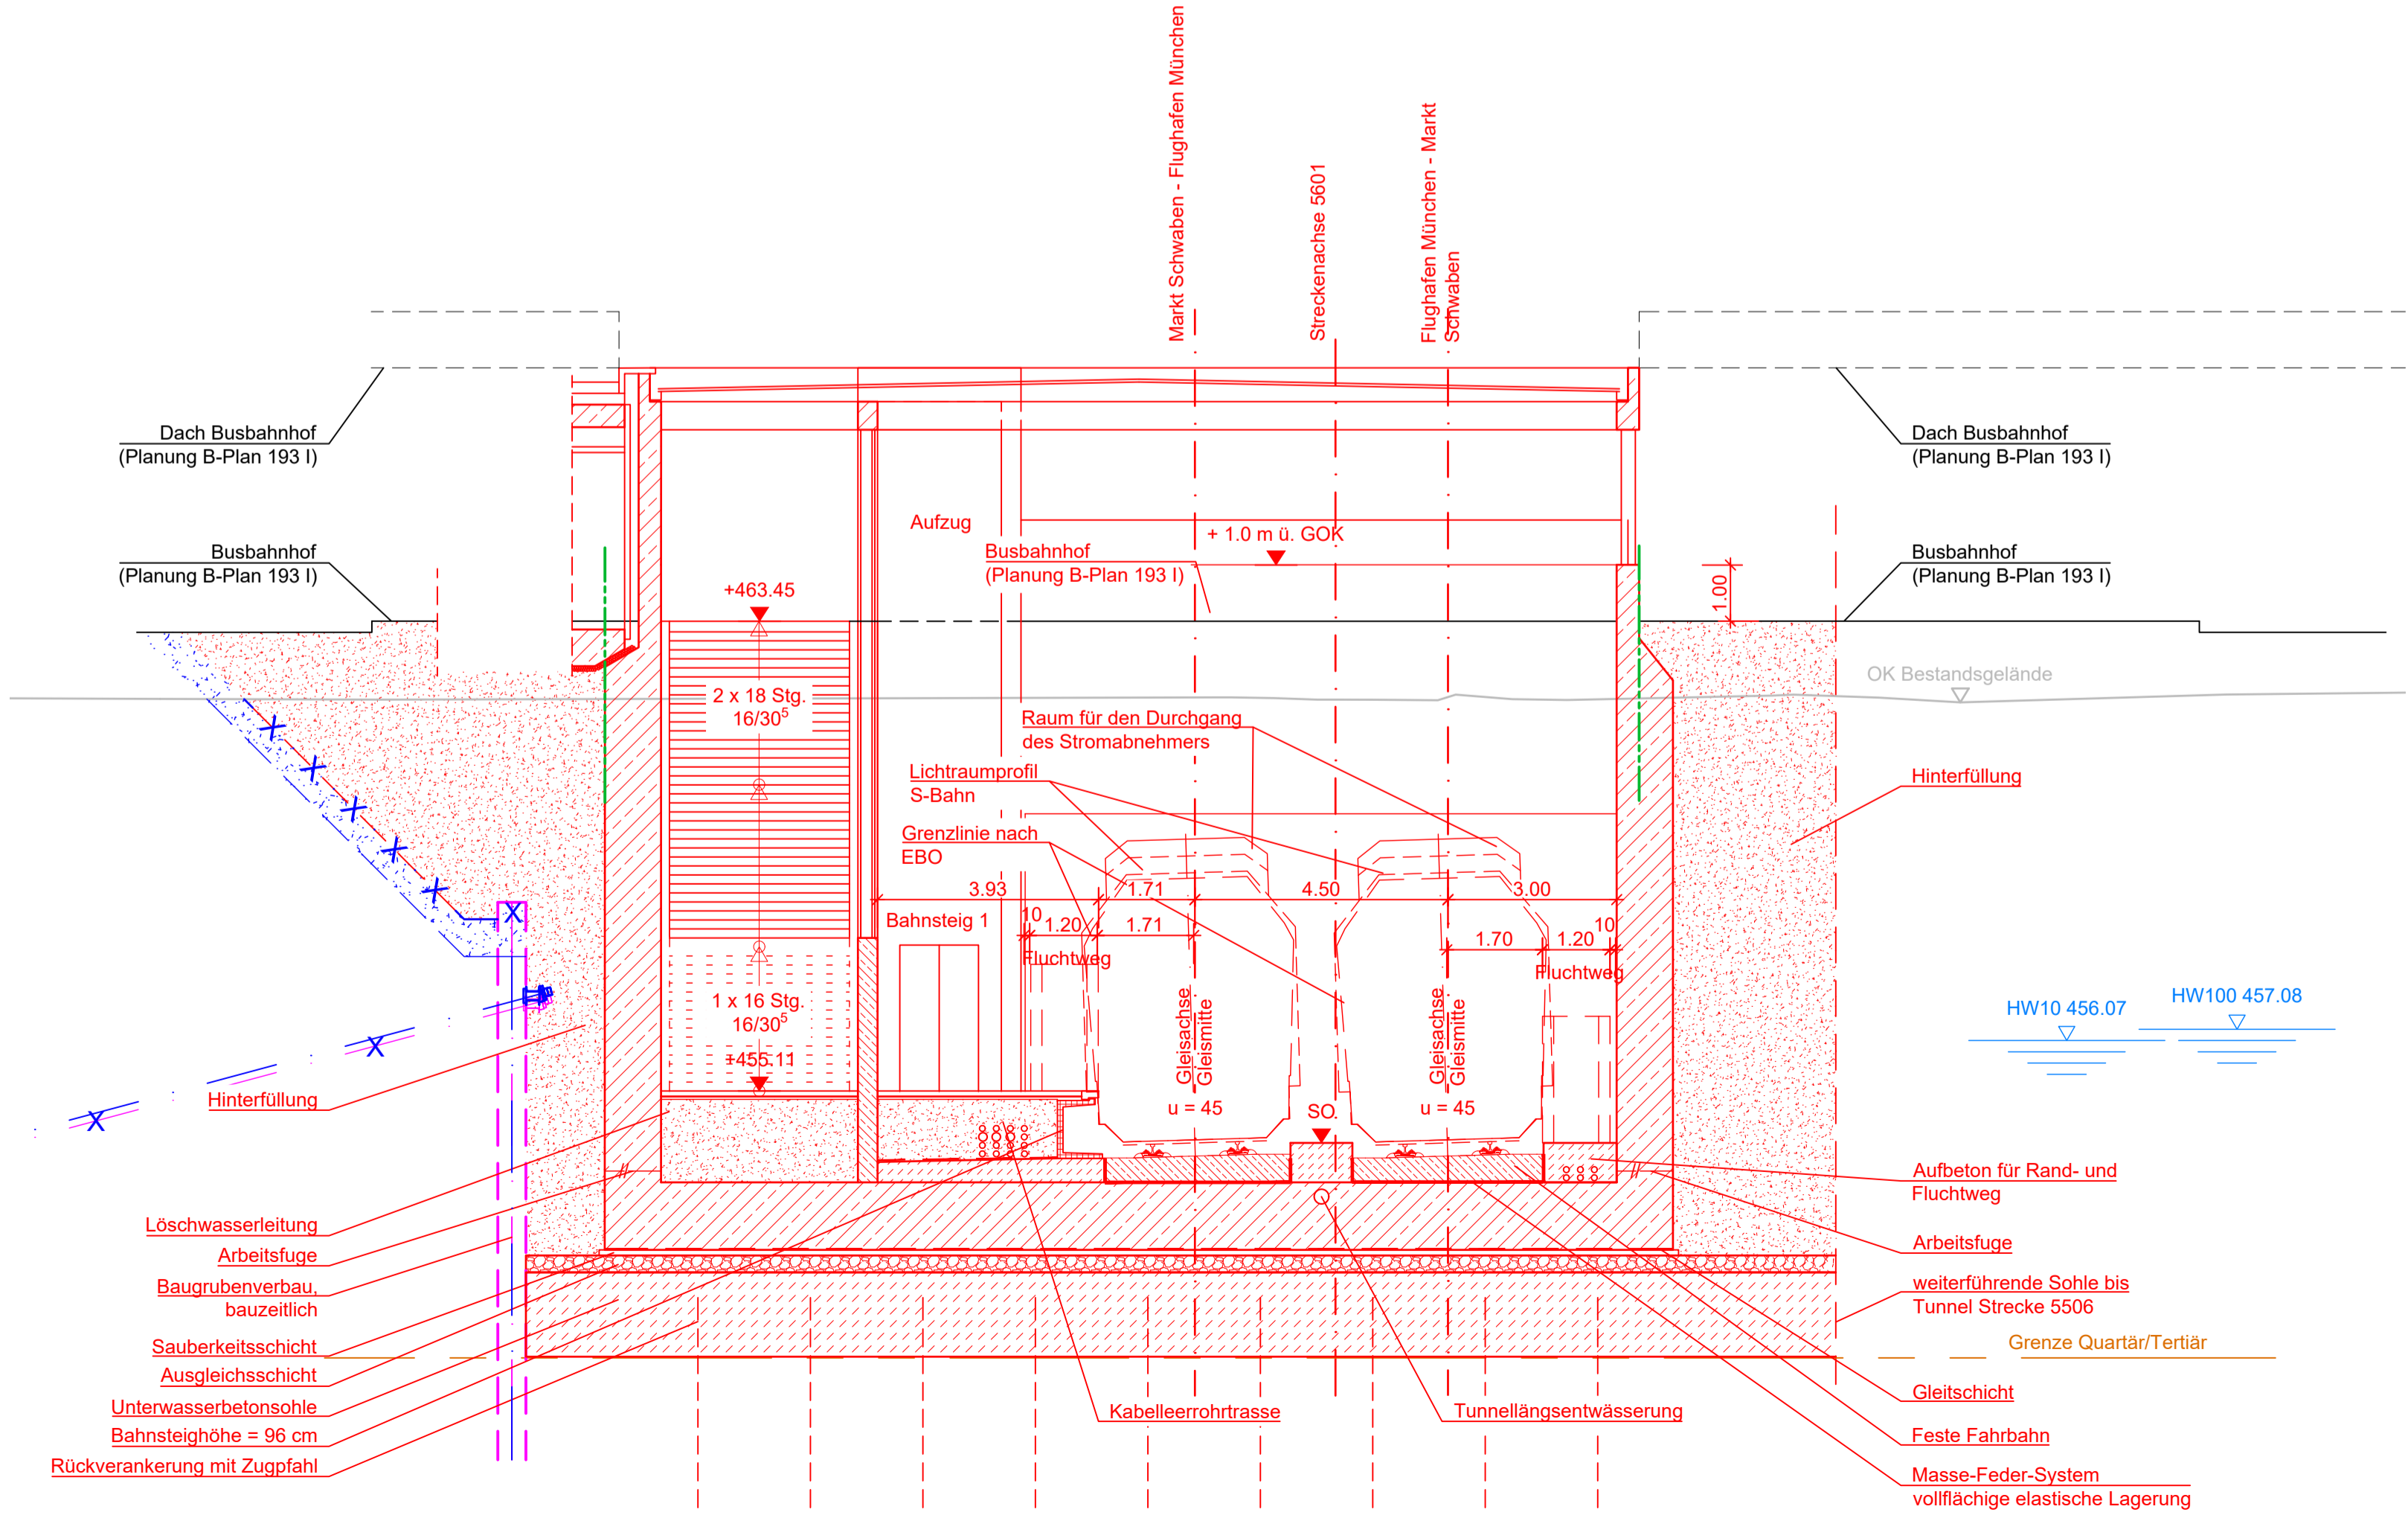 Markt Schwaben - Flughafen München
Streckenachse 5601
Flughafen München - Markt
Schwaben
Dach Busbahnhof
(Planung B-Plan 193 I)
Dach Busbahnhof
(Planung B-Plan 193 I)
Busbahnhof
(Planung B-Plan 193 I)
Aufzug
+ 1.0 m ü. GOK
Busbahnhof
(Planung B-Plan 193 I)
Busbahnhof
(Planung B-Plan 193 I)
1.00
+463.45
OK Bestandsgelände
2 x 18 Stg.
16/30⁵
Raum für den Durchgang
des Stromabnehmers
Lichtraumprofil
S-Bahn
Hinterfüllung
Grenzlinie nach
EBO
3.93
1.71
4.50
3.00
Bahnsteig 1
10
1.20
1.71
1.70
1.20
10
Fluchtweg
Fluchtweg
1 x 16 Stg.
16/30⁵
+455.11
Gleisachse
Gleismitte
Gleisachse
Gleismitte
HW10 456.07
HW100 457.08
u = 45
SO
u = 45
Hinterfüllung
Löschwasserleitung
Arbeitsfuge
Baugrubenverbau,
bauzeitlich
Sauberkeitsschicht
Ausgleichsschicht
Unterwasserbetonsohle
Bahnsteighöhe = 96 cm
Rückverankerung mit Zugpfahl
Kabelleerrohrtrasse
Tunnellängsentwässerung
Aufbeton für Rand- und
Fluchtweg
Arbeitsfuge
weiterführende Sohle bis
Tunnel Strecke 5506
Grenze Quartär/Tertiär
Gleitschicht
Feste Fahrbahn
Masse-Feder-System
vollflächige elastische Lagerung